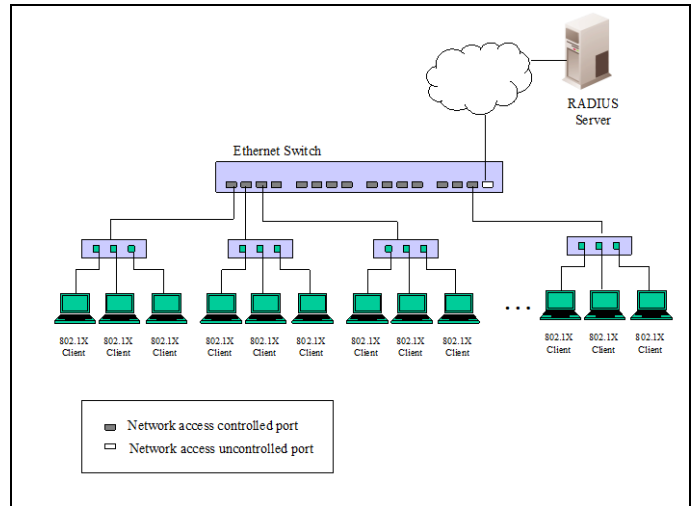 RADIUS
Server
Ethernet Switch
...
802.1X
Client
802.1X
Client
802.1X
Client
802.1X
Client
802.1X
Client
802.1X
Client
802.1X
Client
802.1X
Client
802.1X
Client
802.1X
Client
802.1X
Client
802.1X
Client
Network access controlled port
Network access uncontrolled port